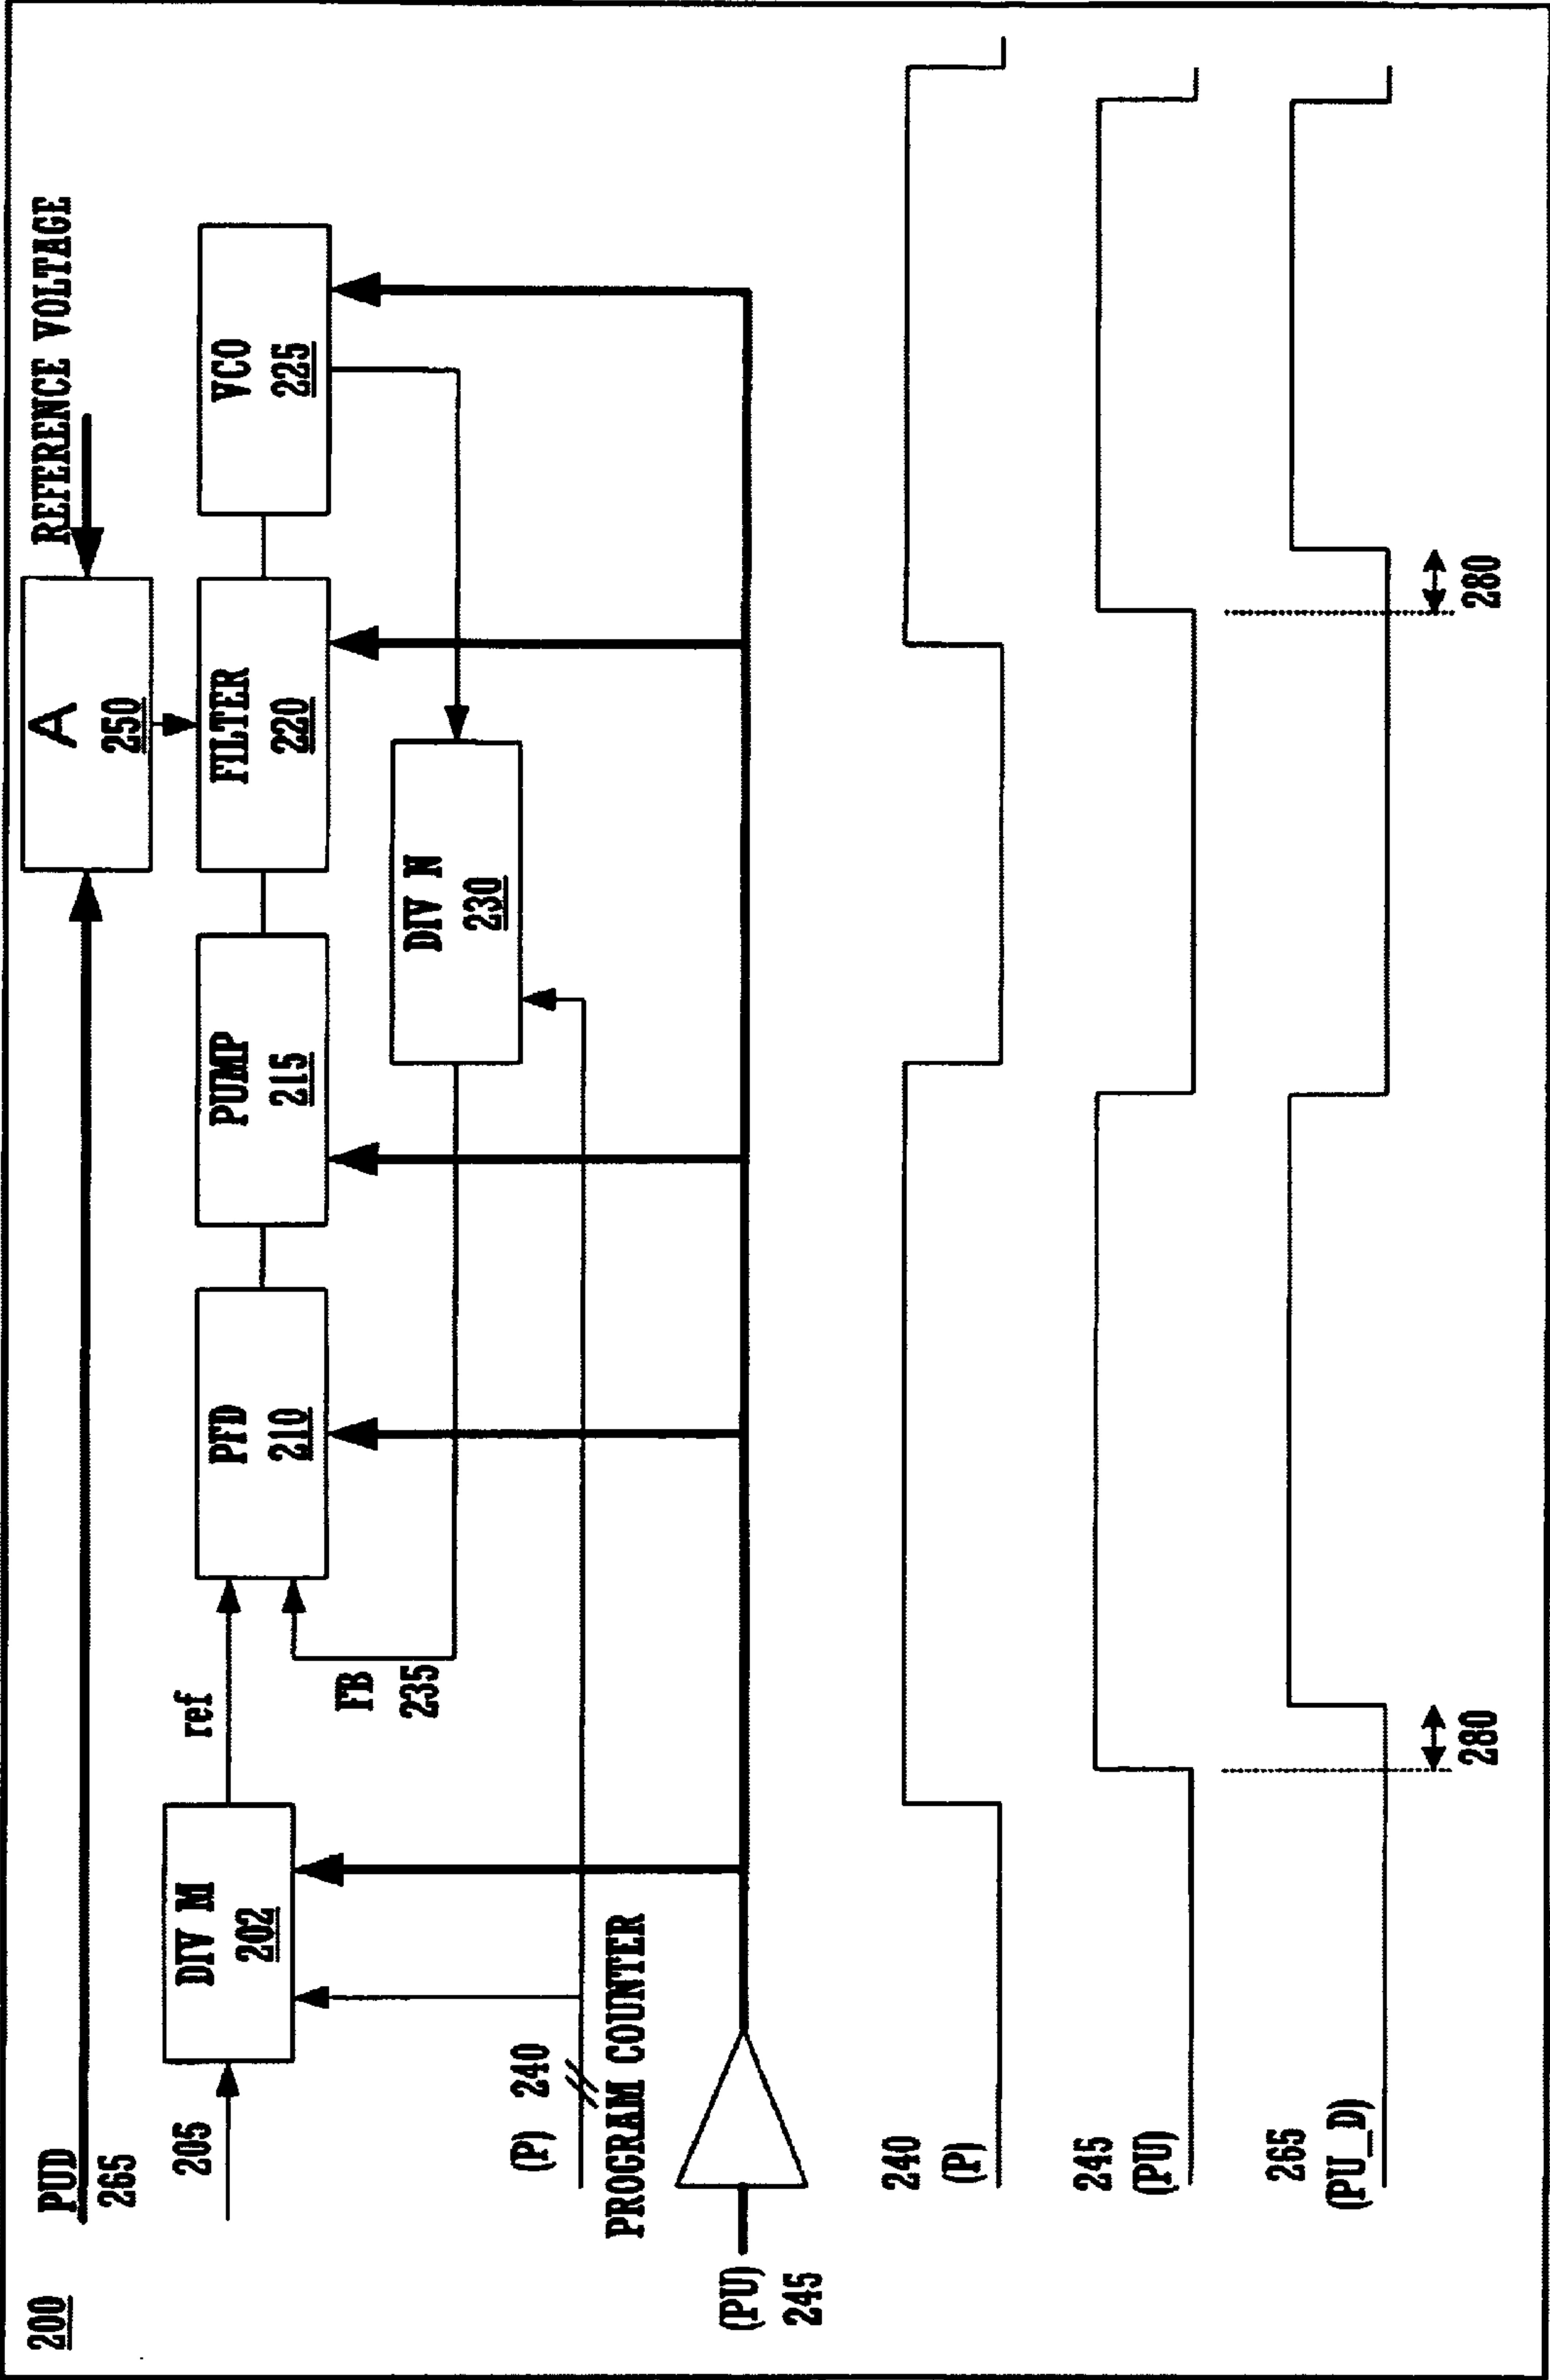 200
PUD
265
REFERENCE VOLTAGE
A
250
205
DIV M
202
ref
PFD
210
PUMP
215
FILTER
220
VCO
225
FB
235
DIV N
230
(P) 240
PROGRAM COUNTER
(PU)
245
240
(P)
245
(PU)
265
(PU_D)
280
280